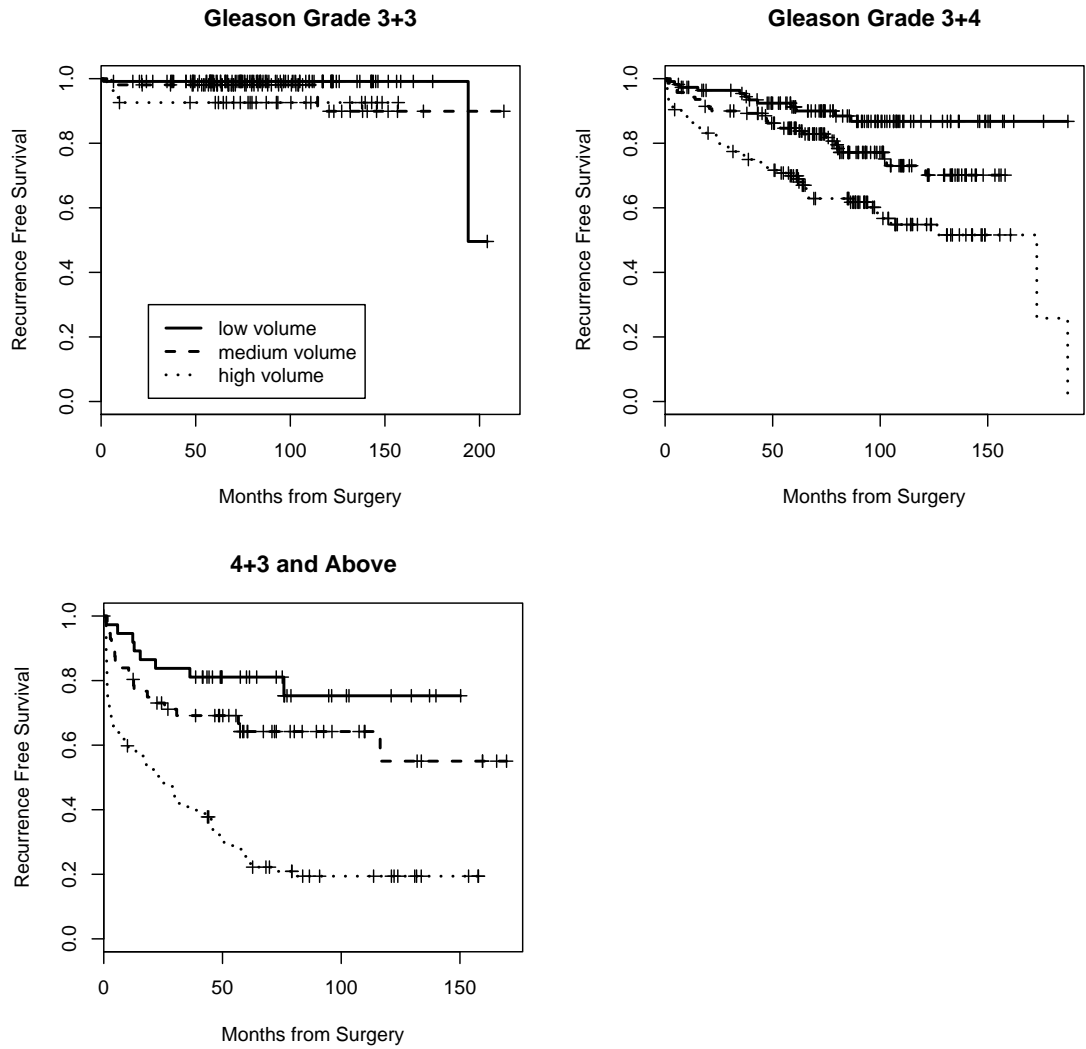 Gleason Grade 3+3
Recurrence Free Survival
0.0 0.2 0.4 0.6 0.8 1.0
low volume
medium volume
high volume
0 50 100 150 200
Months from Surgery
Gleason Grade 3+4
Recurrence Free Survival
0.0 0.2 0.4 0.6 0.8 1.0
0 50 100 150
Months from Surgery
4+3 and Above
Recurrence Free Survival
0.0 0.2 0.4 0.6 0.8 1.0
0 50 100 150
Months from Surgery